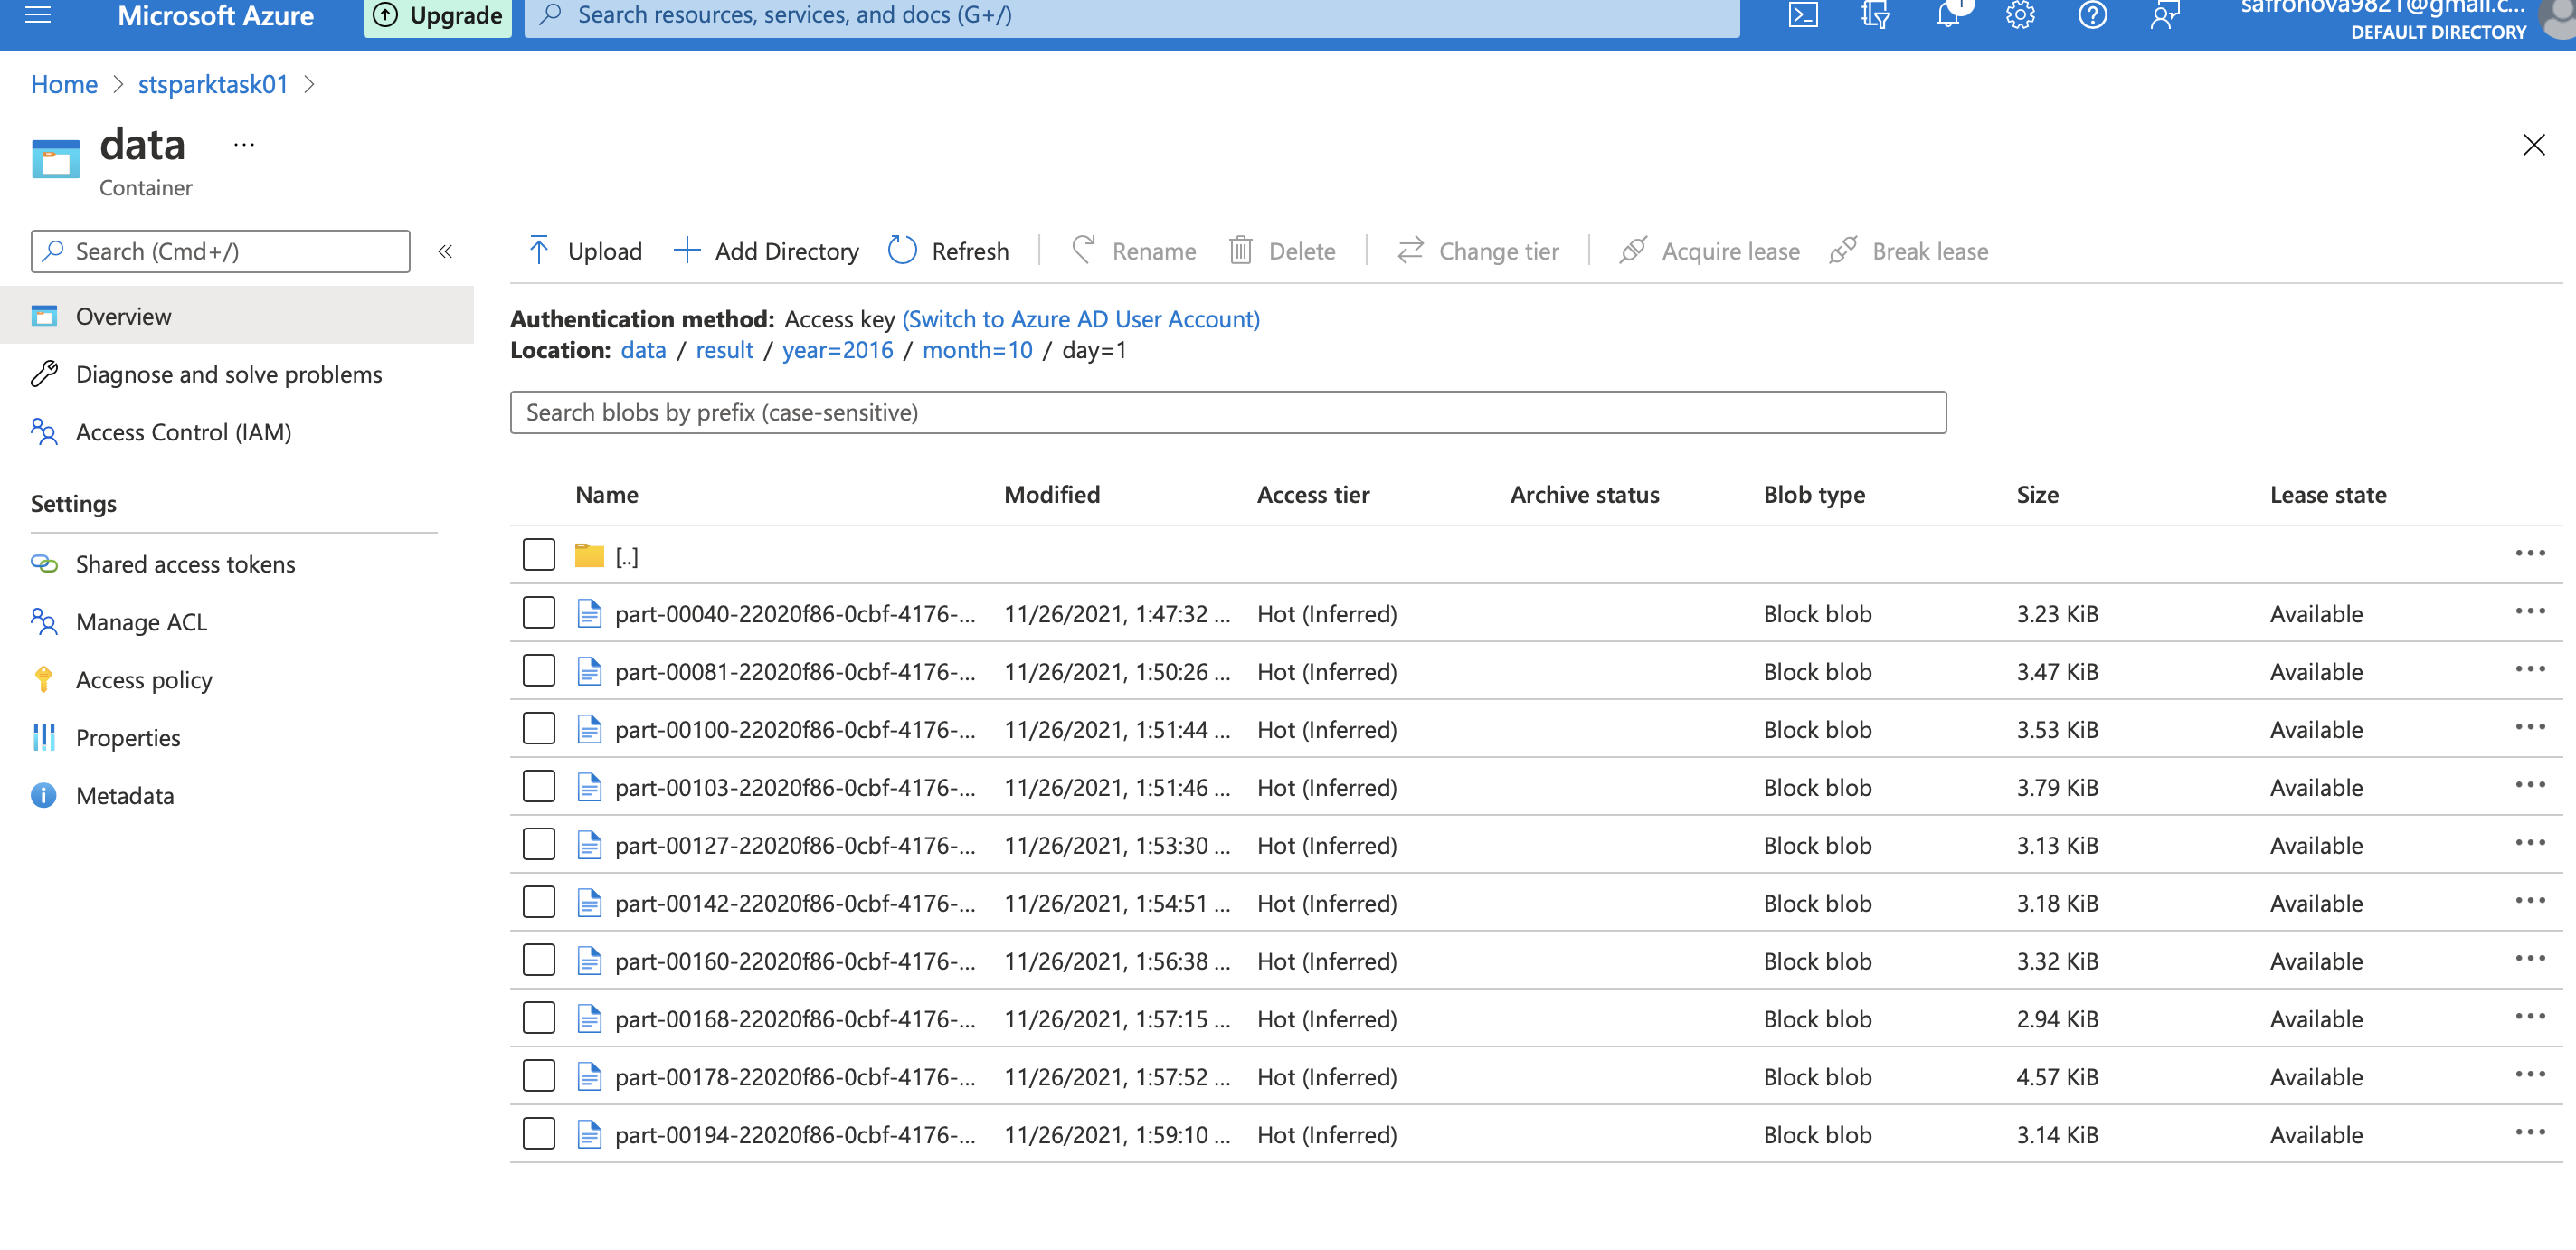 Microsoft Azure
Upgrade
Search resources, services, and docs (G+/)
1
safronova9821@gmail.c...
DEFAULT DIRECTORY
Home > stsparktask01 >
data ...
Container
Search (Cmd+/)
«
Overview
Diagnose and solve problems
Access Control (IAM)
Settings
Shared access tokens
Manage ACL
Access policy
Properties
Metadata
Upload Add Directory Refresh Rename Delete Change tier Acquire lease Break lease
Authentication method: Access key (Switch to Azure AD User Account)
Location: data / result / year=2016 / month=10 / day=1
Search blobs by prefix (case-sensitive)
Name Modified Access tier Archive status Blob type Size Lease state
[..]
part-00040-22020f86-0cbf-4176-... 11/26/2021, 1:47:32 ... Hot (Inferred) Block blob 3.23 KiB Available
part-00081-22020f86-0cbf-4176-... 11/26/2021, 1:50:26 ... Hot (Inferred) Block blob 3.47 KiB Available
part-00100-22020f86-0cbf-4176-... 11/26/2021, 1:51:44 ... Hot (Inferred) Block blob 3.53 KiB Available
part-00103-22020f86-0cbf-4176-... 11/26/2021, 1:51:46 ... Hot (Inferred) Block blob 3.79 KiB Available
part-00127-22020f86-0cbf-4176-... 11/26/2021, 1:53:30 ... Hot (Inferred) Block blob 3.13 KiB Available
part-00142-22020f86-0cbf-4176-... 11/26/2021, 1:54:51 ... Hot (Inferred) Block blob 3.18 KiB Available
part-00160-22020f86-0cbf-4176-... 11/26/2021, 1:56:38 ... Hot (Inferred) Block blob 3.32 KiB Available
part-00168-22020f86-0cbf-4176-... 11/26/2021, 1:57:15 ... Hot (Inferred) Block blob 2.94 KiB Available
part-00178-22020f86-0cbf-4176-... 11/26/2021, 1:57:52 ... Hot (Inferred) Block blob 4.57 KiB Available
part-00194-22020f86-0cbf-4176-... 11/26/2021, 1:59:10 ... Hot (Inferred) Block blob 3.14 KiB Available